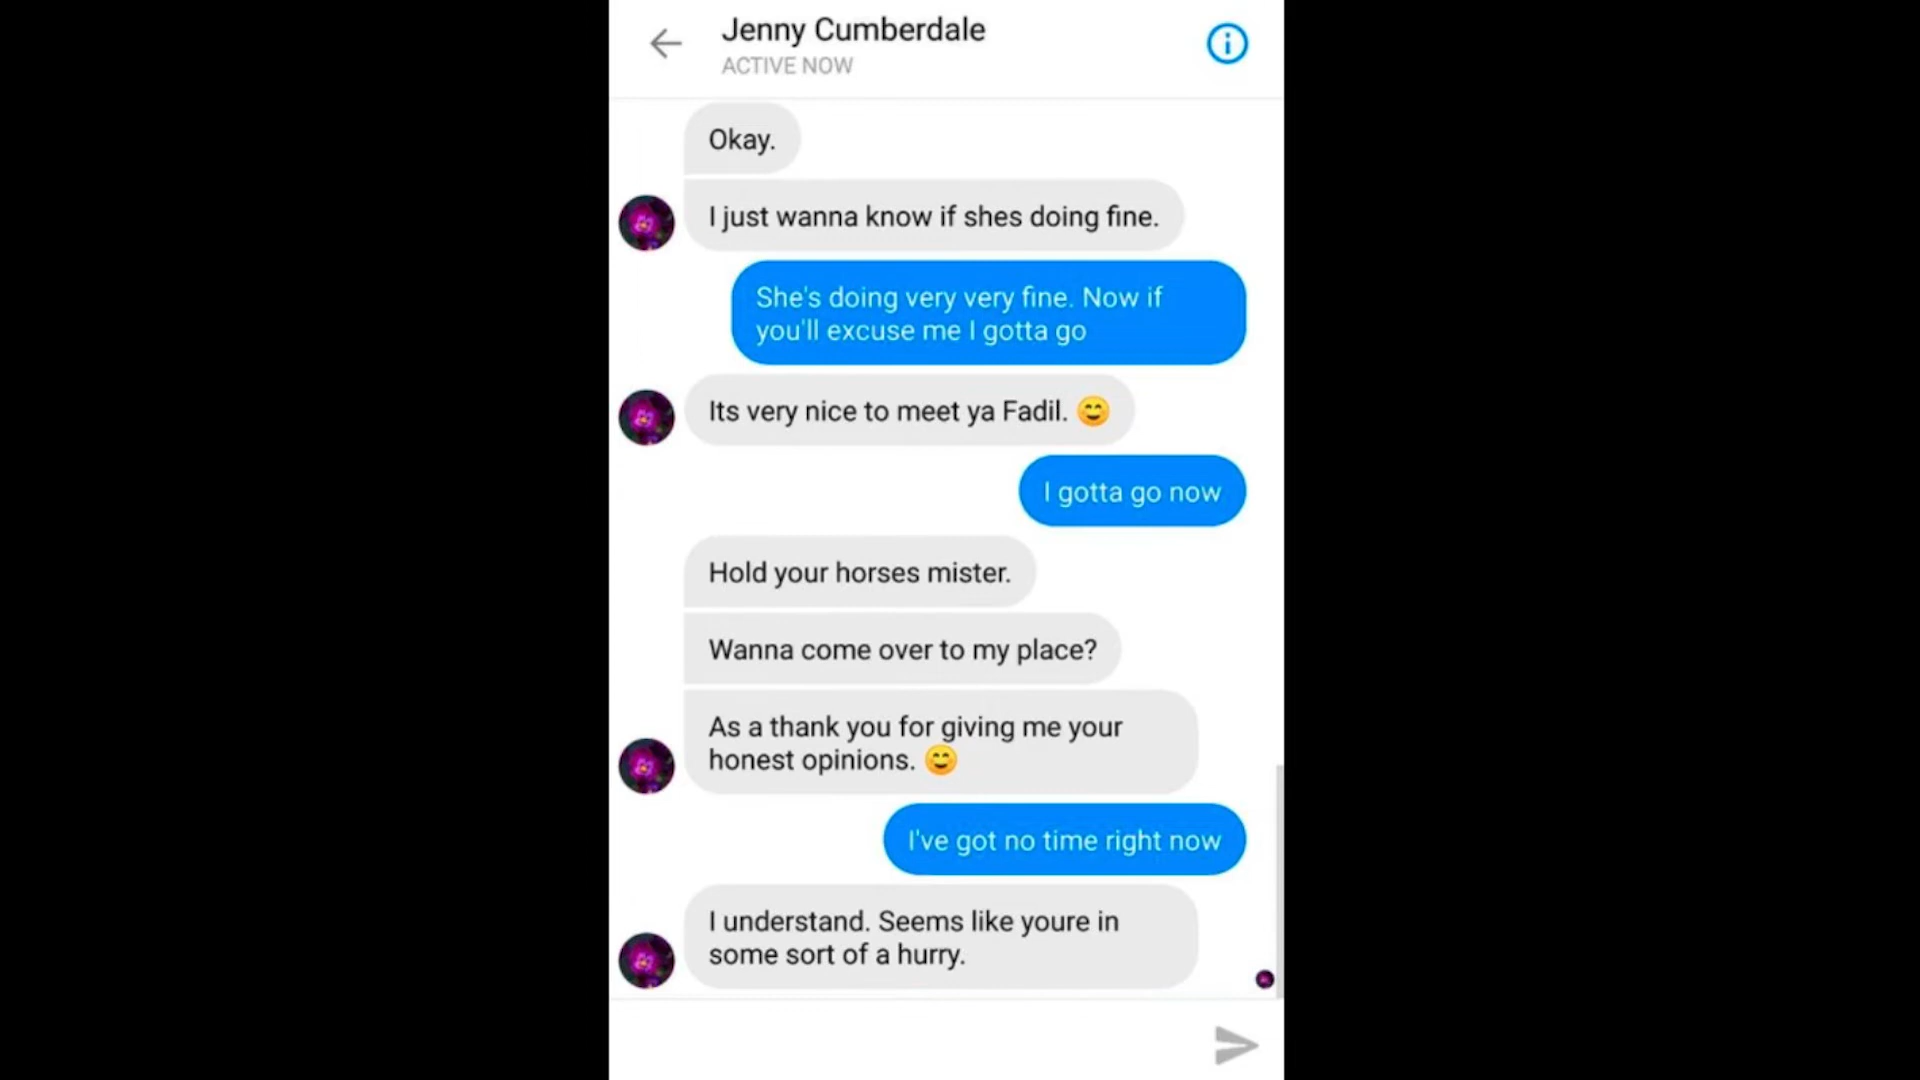 Jenny Cumberdale
ACTIVE NOW
Okay.
I just wanna know if shes doing fine.
She's doing very very fine. Now if
you'll excuse me I gotta go
Its very nice to meet ya Fadil. 😊
I gotta go now
Hold your horses mister.
Wanna come over to my place?
As a thank you for giving me your
honest opinions. 😊
I've got no time right now
I understand. Seems like youre in
some sort of a hurry.